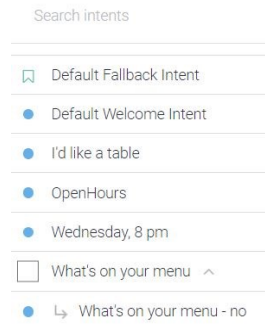 Search intents
Default Fallback Intent
Default Welcome Intent
I'd like a table
OpenHours
Wednesday, 8 pm
What's on your menu
What's on your menu - no